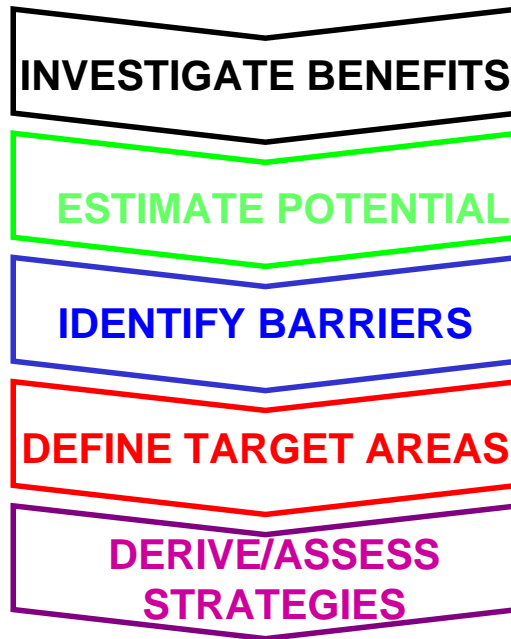 INVESTIGATE BENEFITS
ESTIMATE POTENTIAL
IDENTIFY BARRIERS
DEFINE TARGET AREAS
DERIVE/ASSESS
STRATEGIES